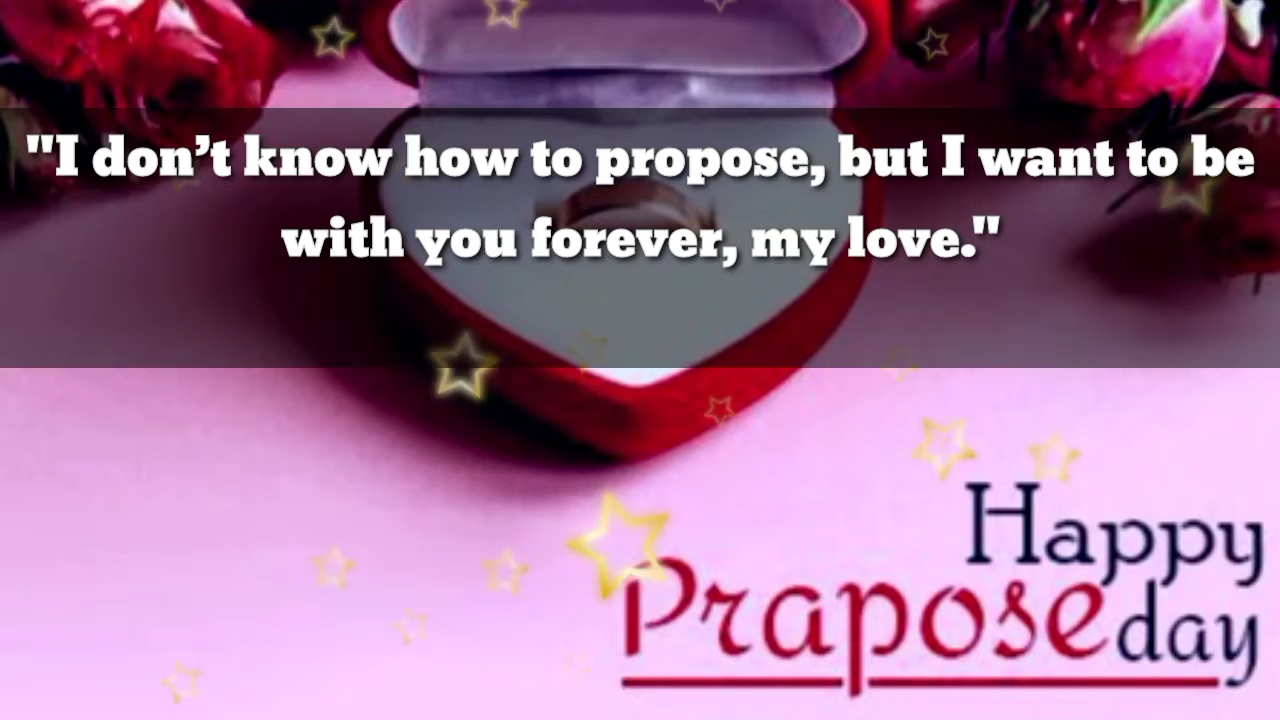 "I don’t know how to propose, but I want to be
with you forever, my love."
Happy
Prapose day